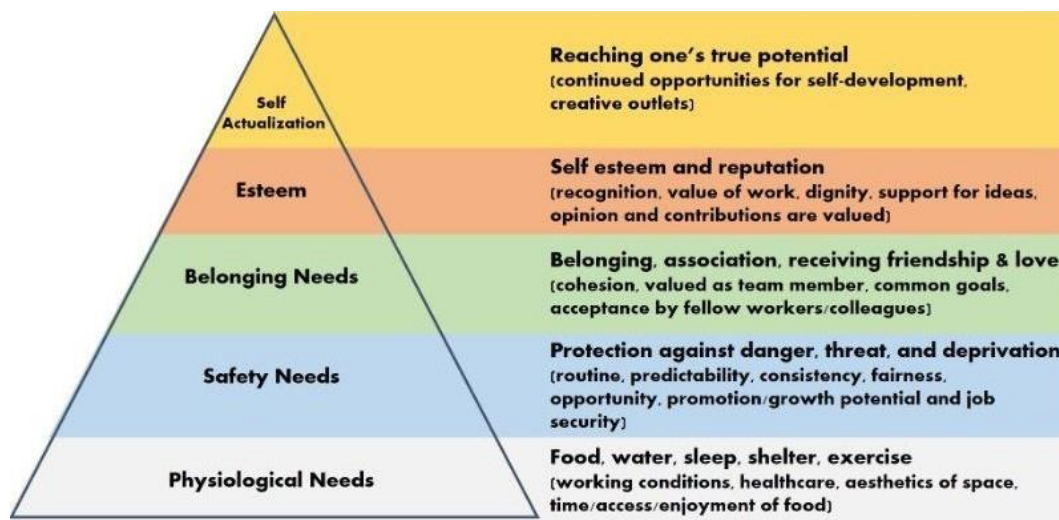 Self
Actualization
Reaching one's true potential
(continued opportunities for self-development,
creative outlets)
Esteem
Self esteem and reputation
(recognition, value of work, dignity, support for ideas,
opinion and contributions are valued)
Belonging Needs
Belonging, association, receiving friendship & love
(cohesion, valued as team member, common goals,
acceptance by fellow workers/colleagues)
Safety Needs
Protection against danger, threat, and deprivation
(routine, predictability, consistency, fairness,
opportunity, promotion/growth potential and job
security)
Physiological Needs
Food, water, sleep, shelter, exercise
(working conditions, healthcare, aesthetics of space,
time/access/enjoyment of food)